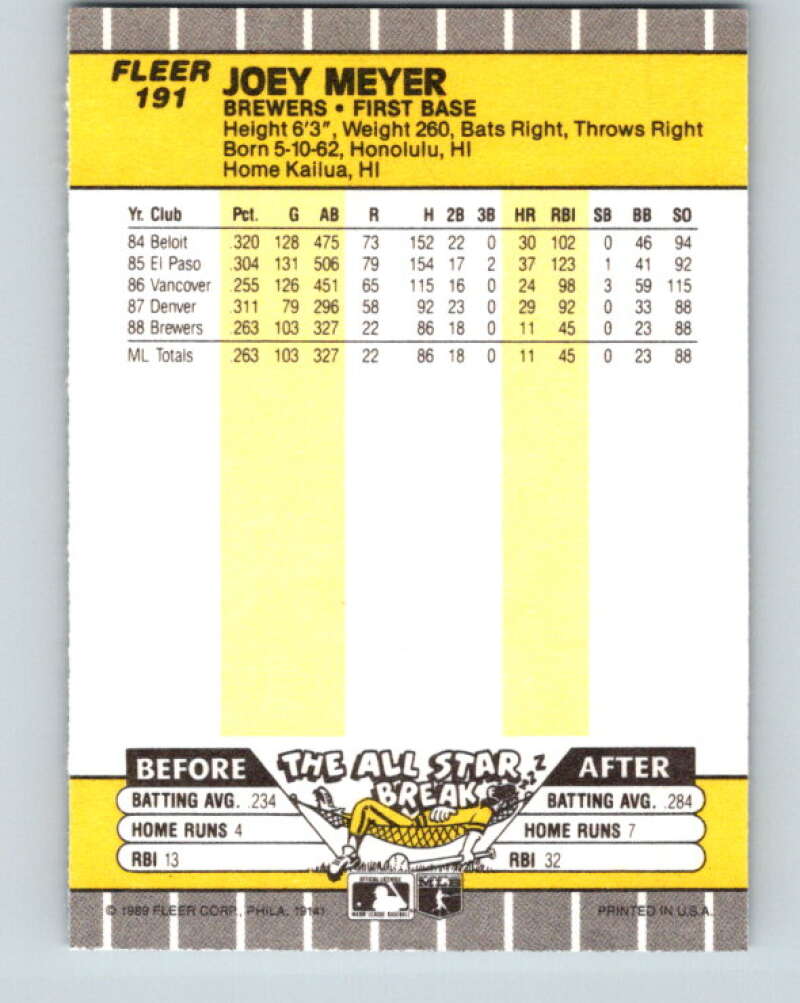 FLEER
191
JOEY MEYER
BREWERS • FIRST BASE
Height 6'3", Weight 260, Bats Right, Throws Right
Born 5-10-62, Honolulu, HI
Home Kailua, HI
Yr. Club Pct. G AB R H 2B 3B HR RBI SB BB SO
84 Beloit .320 128 475 73 152 22 0 30 102 0 46 94
85 El Paso .304 131 506 79 154 17 2 37 123 1 41 92
86 Vancover .255 126 451 65 115 16 0 24 98 3 59 115
87 Denver .311 79 296 58 92 23 0 29 92 0 33 88
88 Brewers .263 103 327 22 86 18 0 11 45 0 23 88
ML Totals .263 103 327 22 86 18 0 11 45 0 23 88
BEFORE THE ALL STAR BREAK AFTER
z z z
BATTING AVG. .234 BATTING AVG. .284
HOME RUNS 4 HOME RUNS 7
RBI 13 RBI 32
OFFICIAL LICENSEE
MAJOR LEAGUE BASEBALL
MLB
© 1989 FLEER CORP., PHILA. 19141 PRINTED IN U.S.A.